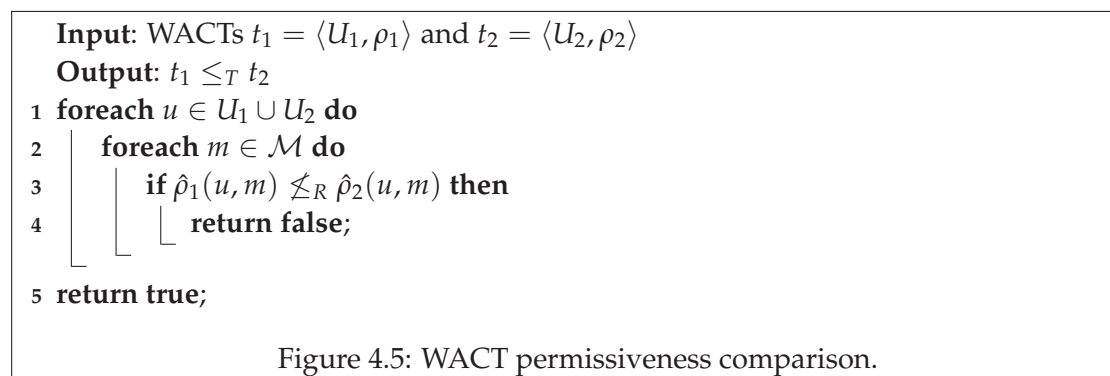 Input: WACTs t₁ = ⟨U₁, ρ₁⟩ and t₂ = ⟨U₂, ρ₂⟩
Output: t₁ ≤_T t₂
1 foreach u ∈ U₁ ∪ U₂ do
2 foreach m ∈ ℳ do
3 if ρ̂₁(u, m) ≰_R ρ̂₂(u, m) then
4 return false;
5 return true;
Figure 4.5: WACT permissiveness comparison.